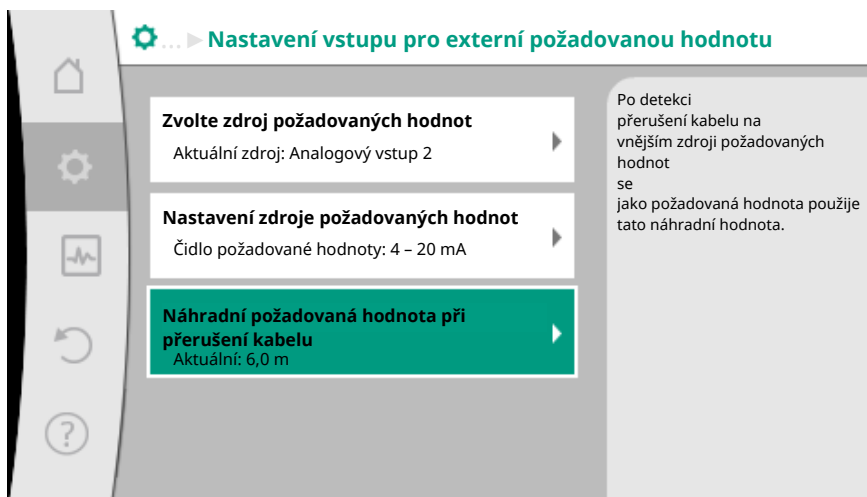 ... ▶ Nastavení vstupu pro externí požadovanou hodnotu
Zvolte zdroj požadovaných hodnot
Aktuální zdroj: Analogový vstup 2
Nastavení zdroje požadovaných hodnot
Čidlo požadované hodnoty: 4 – 20 mA
Náhradní požadovaná hodnota při
přerušení kabelu
Aktuální: 6,0 m
Po detekci
přerušení kabelu na
vnějším zdroji požadovaných
hodnot
se
jako požadovaná hodnota použije
tato náhradní hodnota.
?